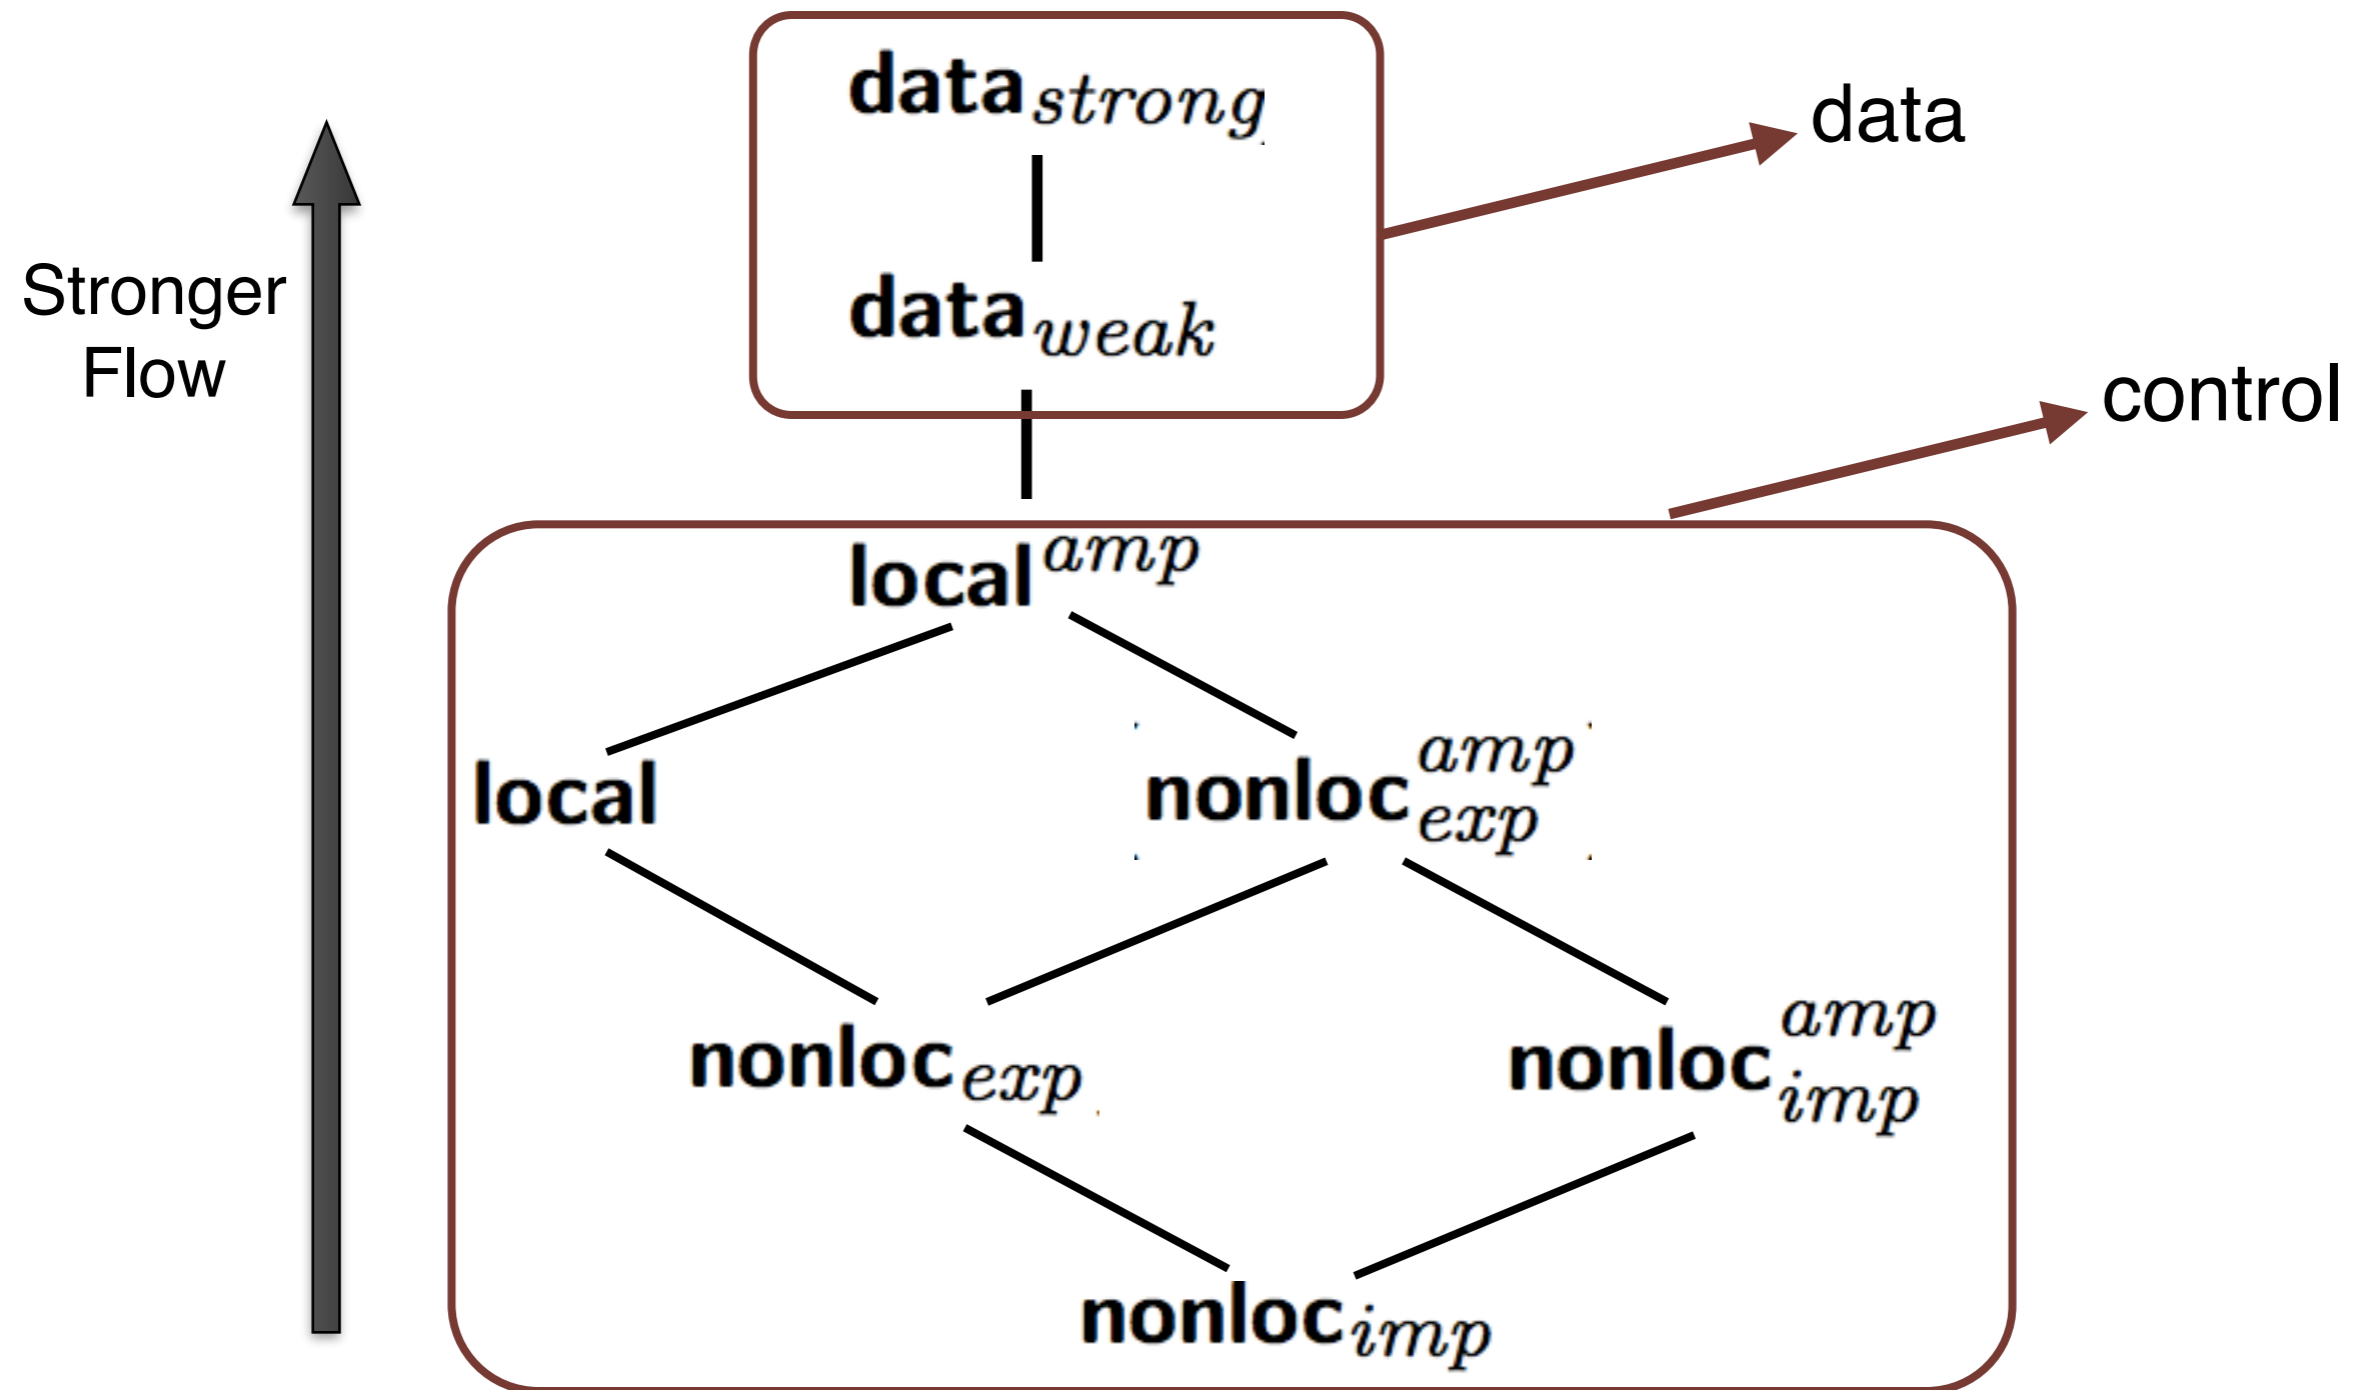 data_strong
data
Stronger
Flow
data_weak
control
local^amp
local
nonloc^amp_exp
nonloc_exp
nonloc^amp_imp
nonloc_imp